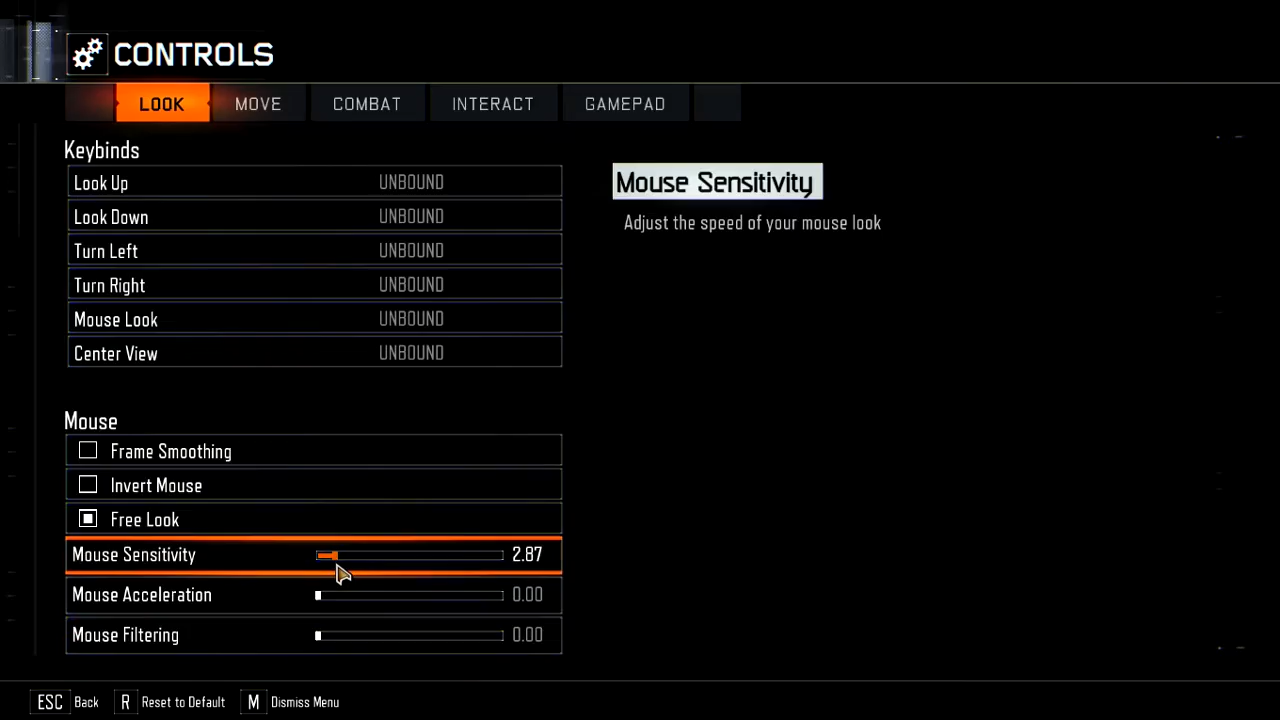 CONTROLS
LOOK MOVE COMBAT INTERACT GAMEPAD
Keybinds
Look Up UNBOUND
Look Down UNBOUND
Turn Left UNBOUND
Turn Right UNBOUND
Mouse Look UNBOUND
Center View UNBOUND
Mouse
Frame Smoothing
Invert Mouse
Free Look
Mouse Sensitivity 2.87
Mouse Acceleration 0.00
Mouse Filtering 0.00
Mouse Sensitivity
Adjust the speed of your mouse look
ESC Back R Reset to Default M Dismiss Menu